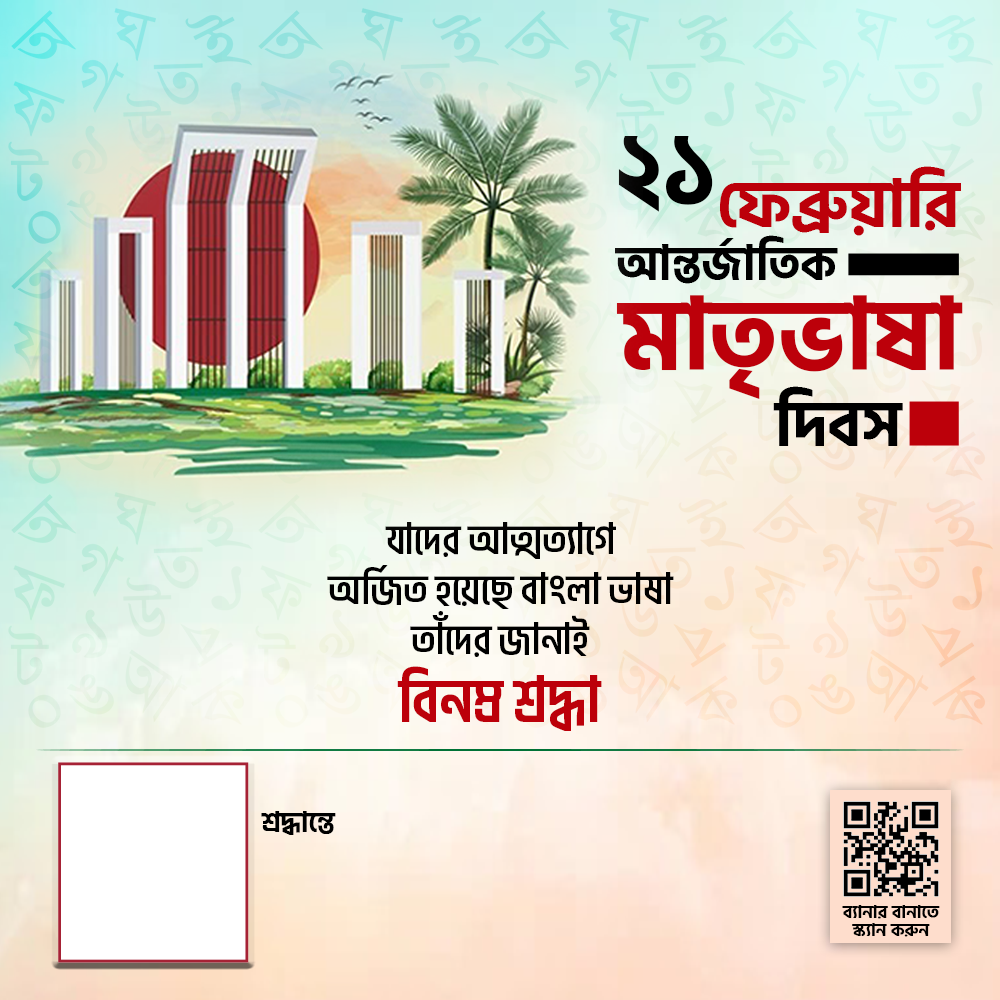 ২১
ফেব্রুয়ারি
আন্তর্জাতিক
মাতৃভাষা
দিবস
যাদের আত্মত্যাগে
অর্জিত হয়েছে বাংলা ভাষা
তাঁদের জানাই
বিনম্র শ্রদ্ধা
শ্রদ্ধান্তে
ব্যানার বানাতে
স্ক্যান করুন